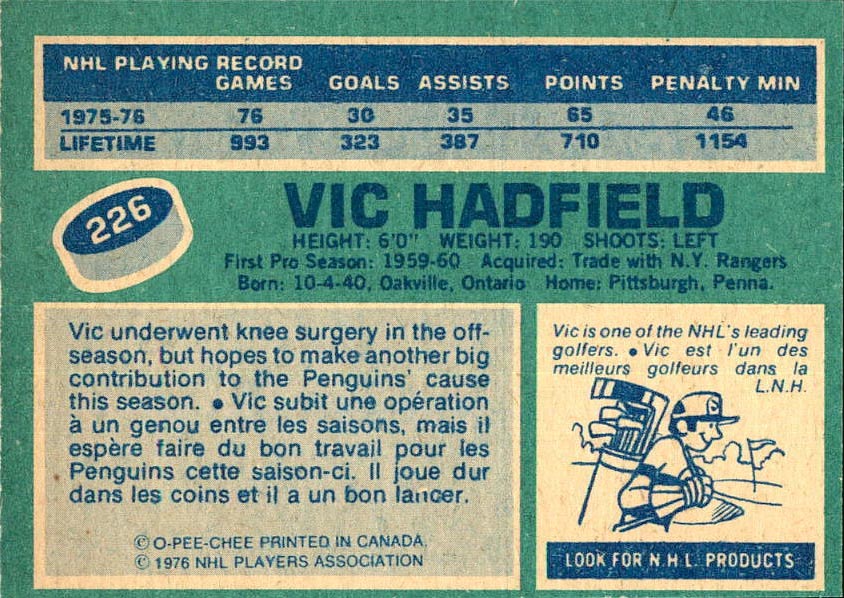 NHL PLAYING RECORD
GAMES GOALS ASSISTS POINTS PENALTY MIN
1975-76 76 30 35 65 46
LIFETIME 993 323 387 710 1154
226
VIC HADFIELD
HEIGHT: 6'0" WEIGHT: 190 SHOOTS: LEFT
First Pro Season: 1959-60 Acquired: Trade with N.Y. Rangers
Born: 10-4-40, Oakville, Ontario Home: Pittsburgh, Penna.
Vic underwent knee surgery in the off-
season, but hopes to make another big
contribution to the Penguins' cause
this season. • Vic subit une opération
à un genou entre les saisons, mais il
espère faire du bon travail pour les
Penguins cette saison-ci. Il joue dur
dans les coins et il a un bon lancer.
© O-PEE-CHEE PRINTED IN CANADA.
© 1976 NHL PLAYERS ASSOCIATION
Vic is one of the NHL's leading
golfers. • Vic est l'un des
meilleurs golfeurs dans la
L.N.H.
LOOK FOR N.H.L. PRODUCTS